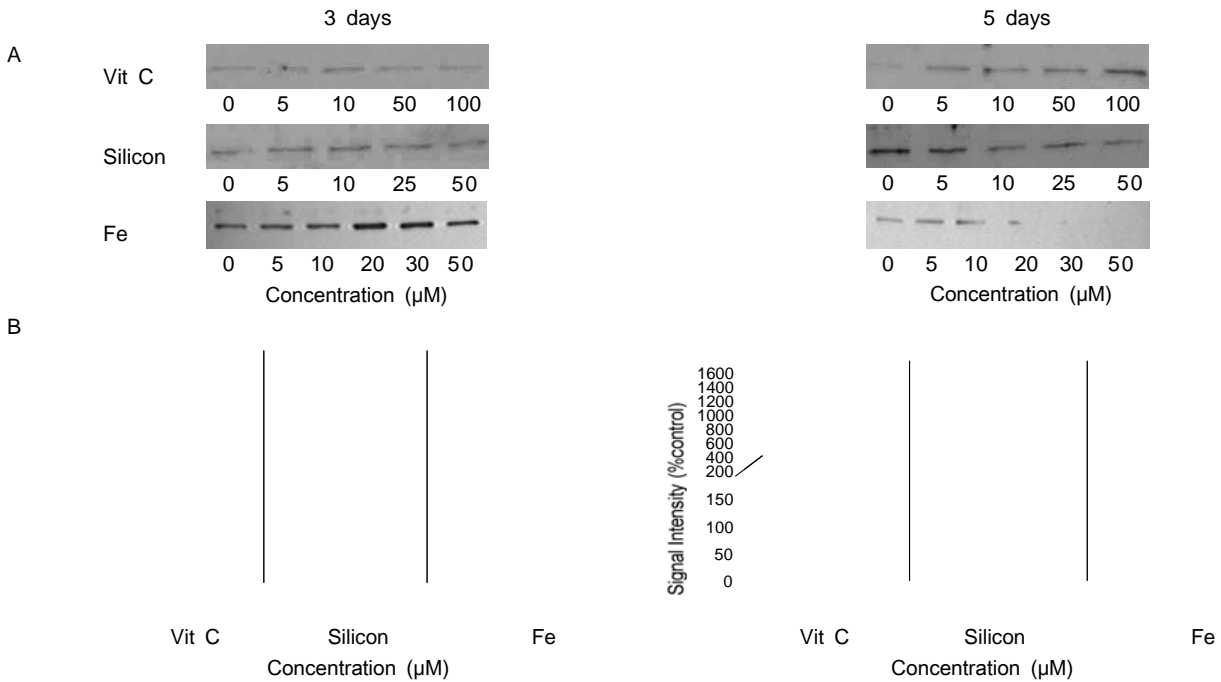 3 days
5 days
A
Vit C
0 5 10 50 100
0 5 10 50 100
Silicon
0 5 10 25 50
0 5 10 25 50
Fe
0 5 10 20 30 50
0 5 10 20 30 50
Concentration (µM)
Concentration (µM)
B
Signal Intensity (%control)
1600
1400
1200
1000
800
600
400
200
150
100
50
0
Vit C Silicon Fe
Vit C Silicon Fe
Concentration (µM)
Concentration (µM)